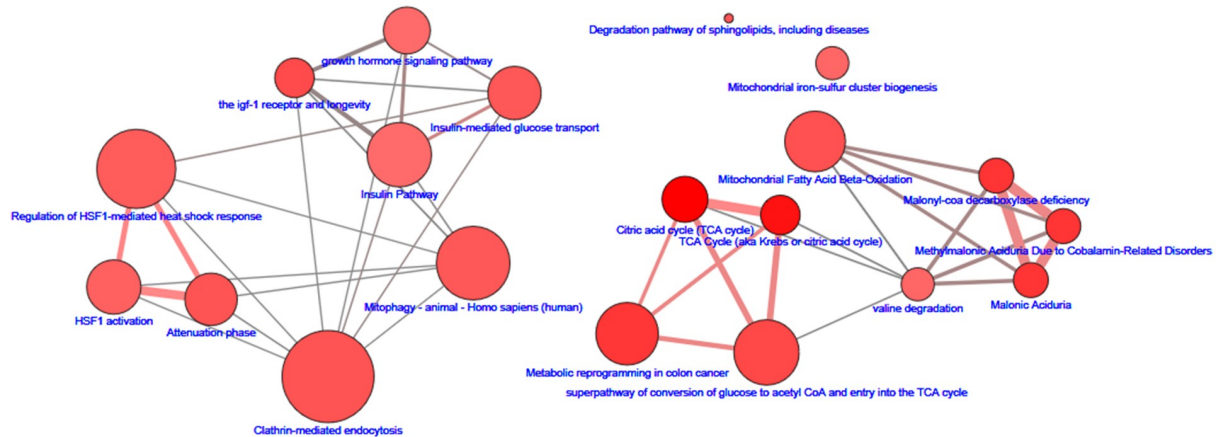 growth hormone signaling pathway
the igf-1 receptor and longevity
Insulin-mediated glucose transport
Insulin Pathway
Regulation of HSF1-mediated heat shock response
Mitophagy - animal - Homo sapiens (human)
HSF1 activation
Attenuation phase
Clathrin-mediated endocytosis
Degradation pathway of sphingolipids, including diseases
Mitochondrial iron-sulfur cluster biogenesis
Mitochondrial Fatty Acid Beta-Oxidation
Malonyl-coa decarboxylase deficiency
Citric acid cycle (TCA cycle)
TCA Cycle (aka Krebs or citric acid cycle)
Methylmalonic Aciduria Due to Cobalamin-Related Disorders
valine degradation
Malonic Aciduria
Metabolic reprogramming in colon cancer
superpathway of conversion of glucose to acetyl CoA and entry into the TCA cycle